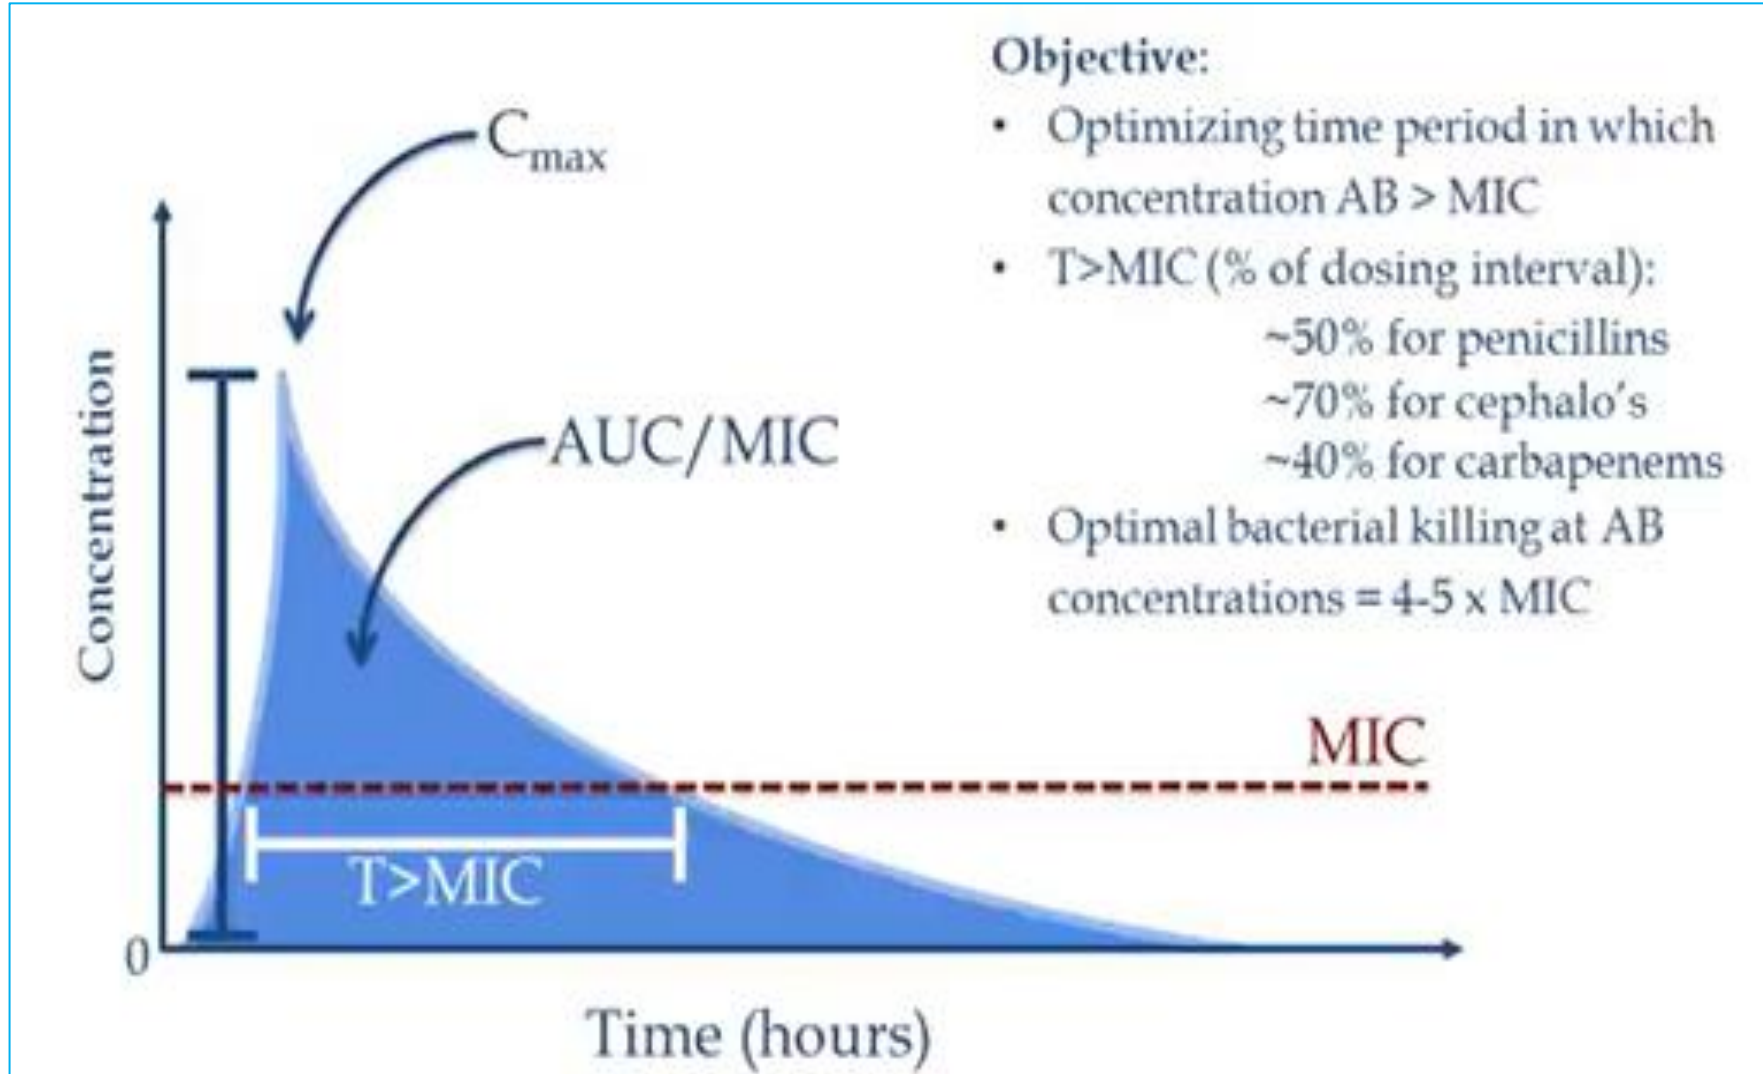 Objective:
• Optimizing time period in which
concentration AB > MIC
• T>MIC (% of dosing interval):
~50% for penicillins
~70% for cephalo's
~40% for carbapenems
• Optimal bacterial killing at AB
concentrations = 4-5 x MIC
Cmax
AUC/MIC
Concentration
MIC
T>MIC
0
Time (hours)